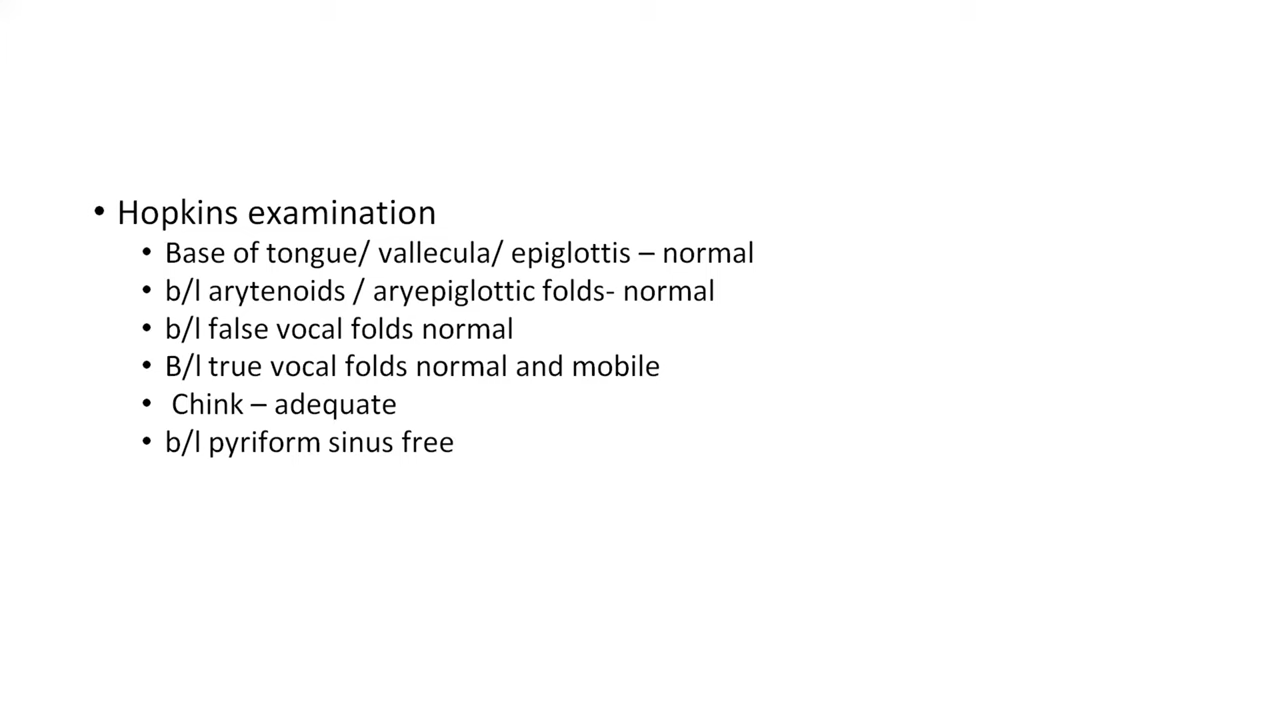 • Hopkins examination
• Base of tongue/ vallecula/ epiglottis – normal
• b/l arytenoids / aryepiglottic folds- normal
• b/l false vocal folds normal
• B/l true vocal folds normal and mobile
• Chink – adequate
• b/l pyriform sinus free